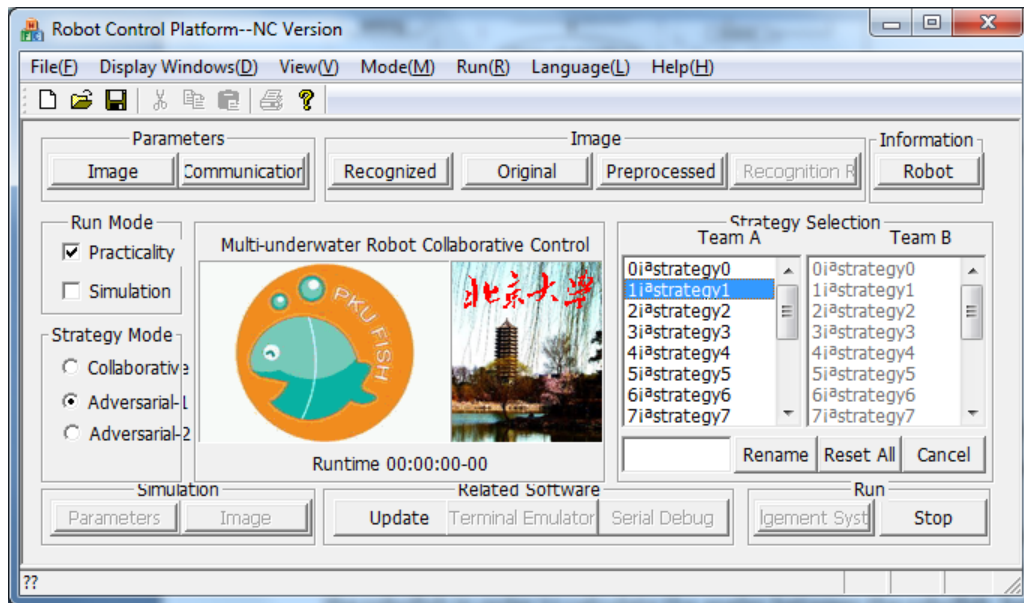 Robot Control Platform--NC Version
File(F) Display Windows(D) View(V) Mode(M) Run(R) Language(L) Help(H)
Parameters Image Information
Image Communication Recognized Original Preprocessed Recognition R Robot
Run Mode
Practicality
Simulation
Strategy Mode
Collaborative
Adversarial-1
Adversarial-2
Multi-underwater Robot Collaborative Control
PKU FISH
北京大学
Runtime 00:00:00-00
Strategy Selection
Team A Team B
0iªstrategy0 0iªstrategy0
1iªstrategy1 1iªstrategy1
2iªstrategy2 2iªstrategy2
3iªstrategy3 3iªstrategy3
4iªstrategy4 4iªstrategy4
5iªstrategy5 5iªstrategy5
6iªstrategy6 6iªstrategy6
7iªstrategy7 7iªstrategy7
Rename Reset All Cancel
Simulation Related Software Run
Parameters Image Update Terminal Emulator Serial Debug lgement Syst Stop
??